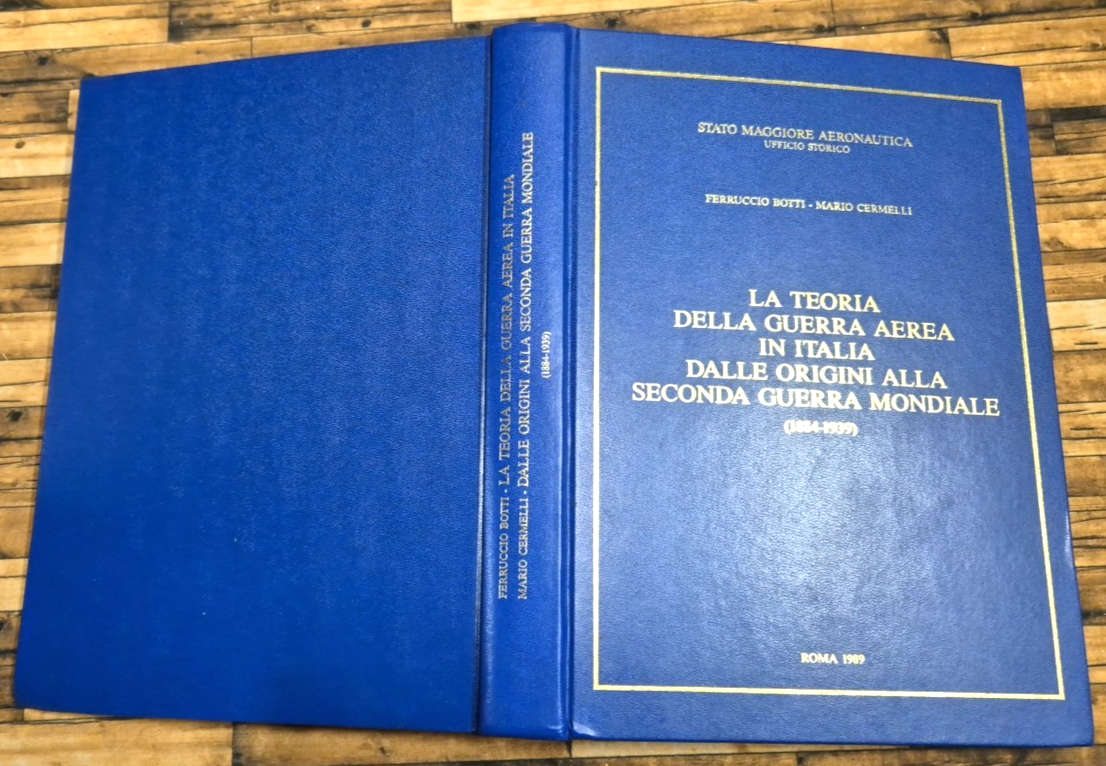 FERRUCCIO BOTTI - LA TEORIA DELLA GUERRA AEREA IN ITALIA
MARIO CERMELLI - DALLE ORIGINI ALLA SECONDA GUERRA MONDIALE
(1884-1939)
STATO MAGGIORE AERONAUTICA
UFFICIO STORICO
FERRUCCIO BOTTI - MARIO CERMELLI
LA TEORIA
DELLA GUERRA AEREA
IN ITALIA
DALLE ORIGINI ALLA
SECONDA GUERRA MONDIALE
(1884-1939)
ROMA 1989